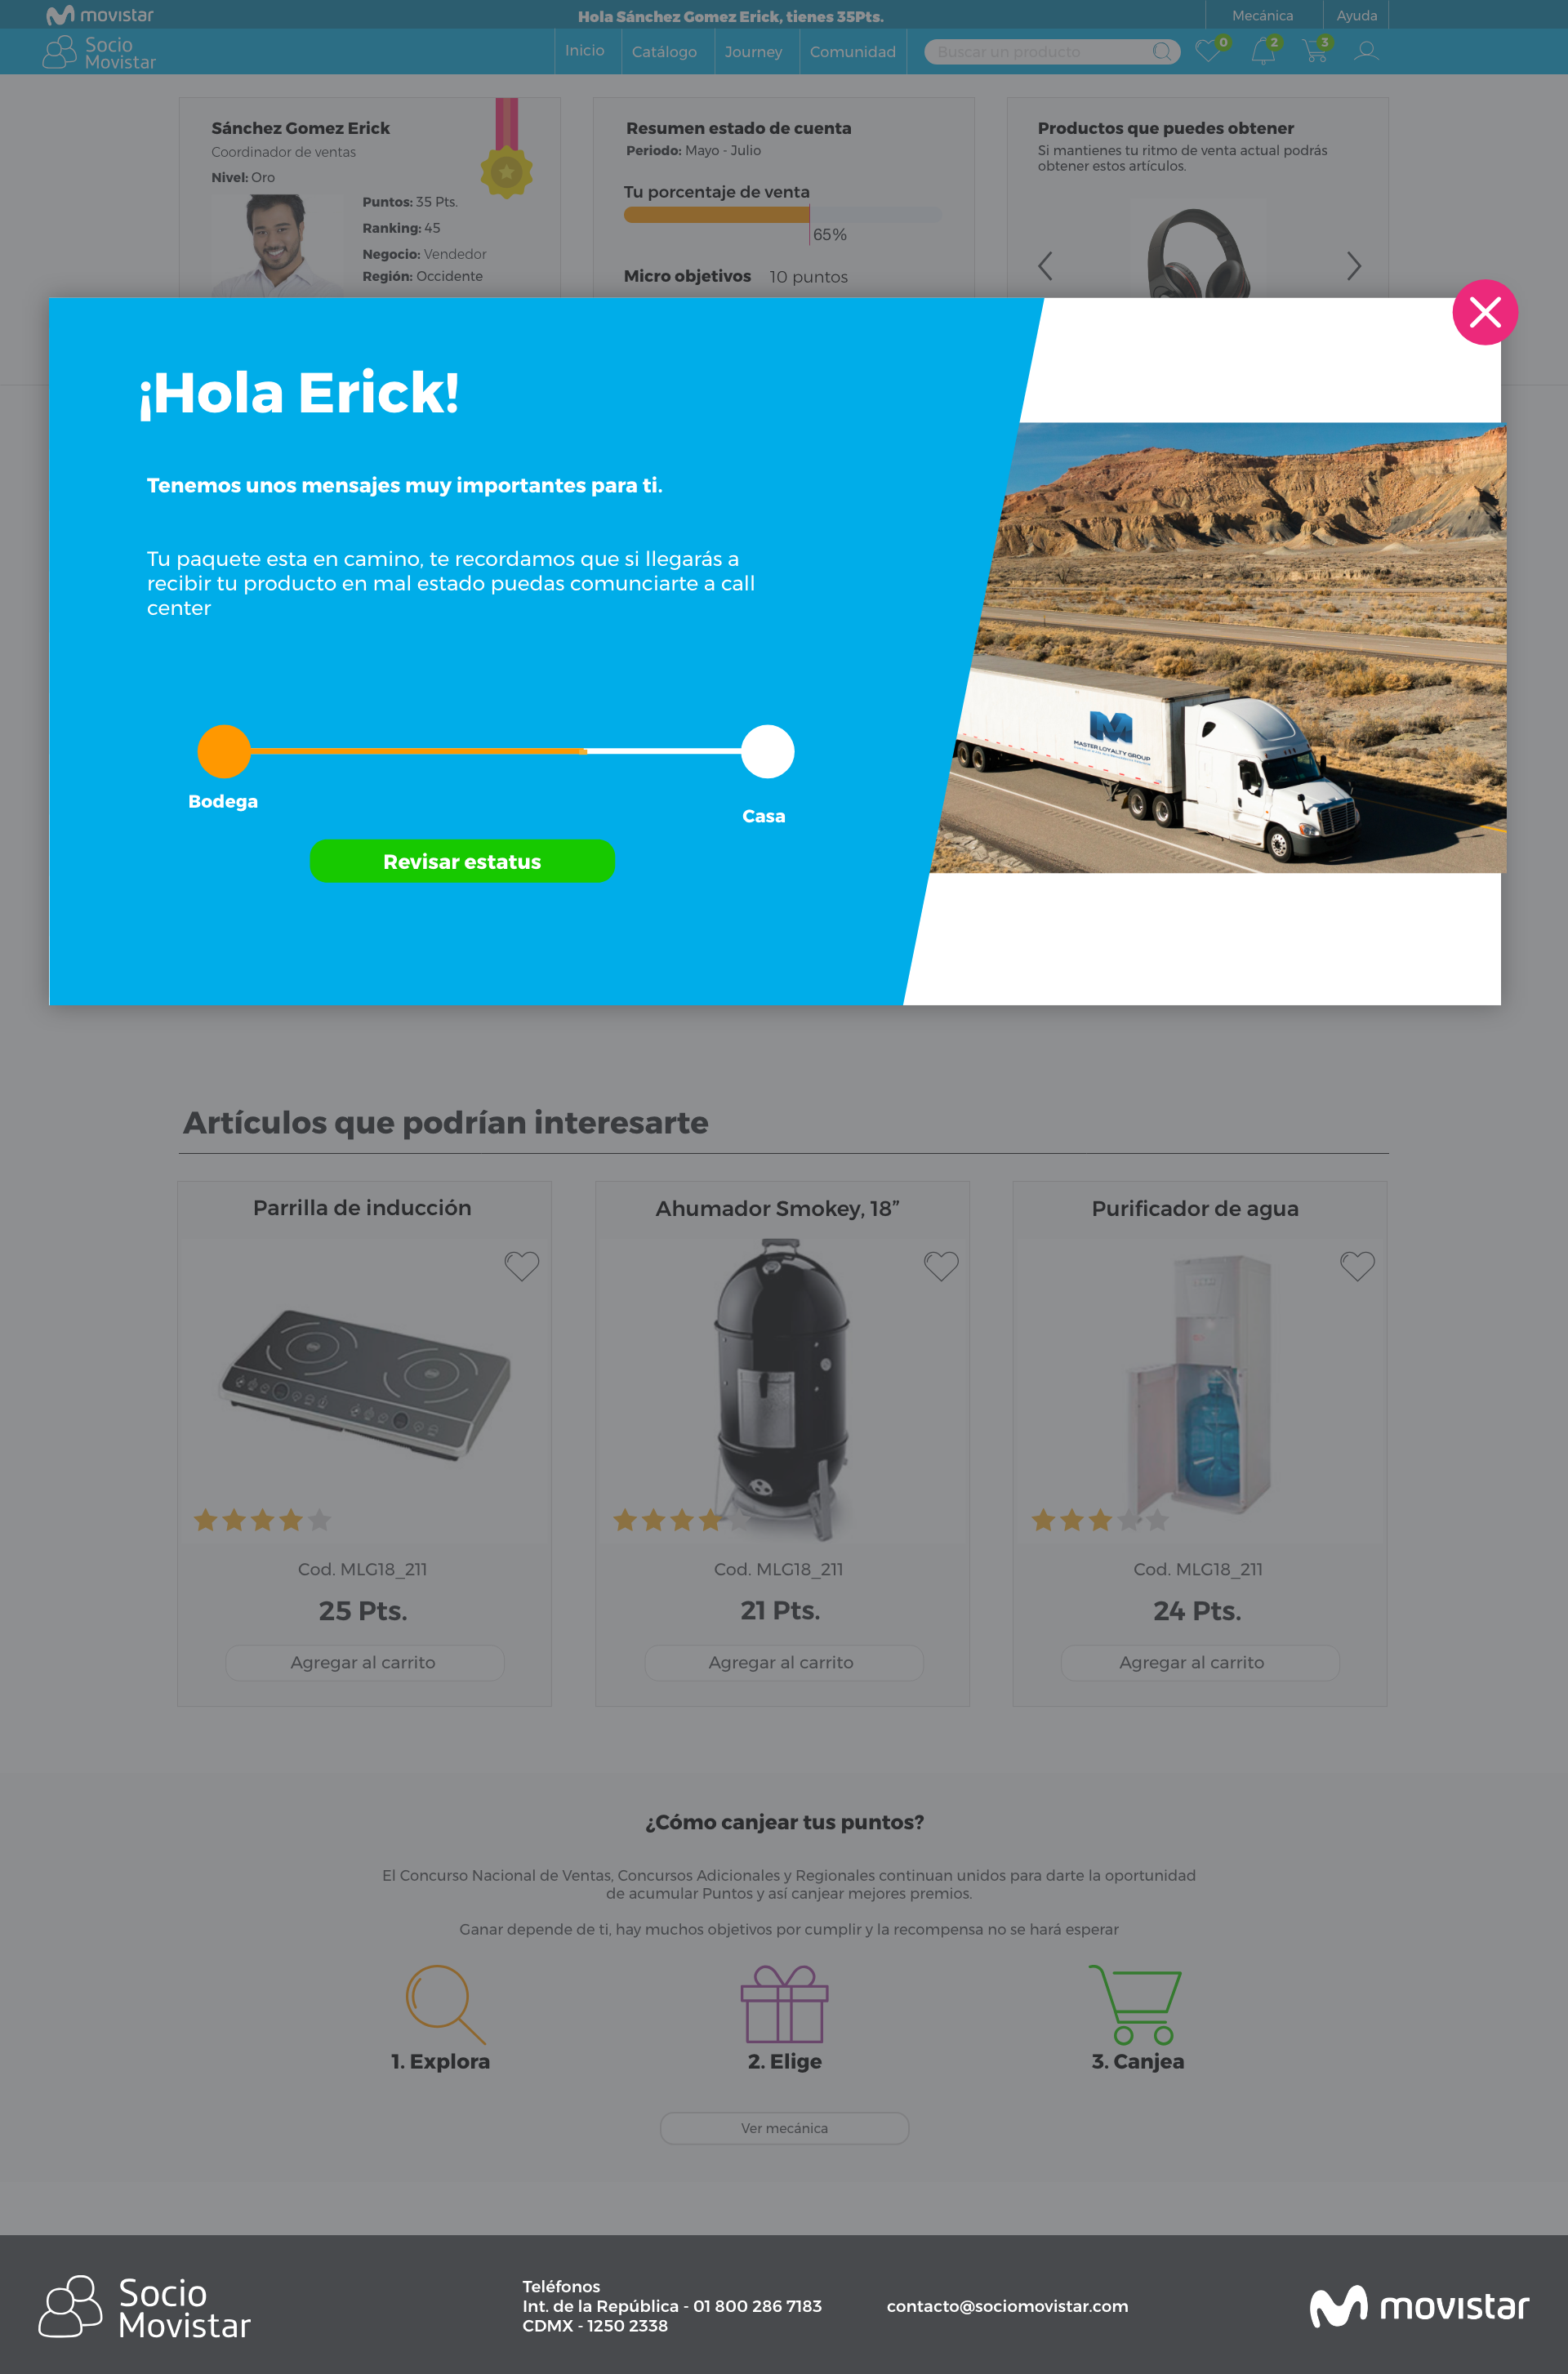 movistar
Hola Sánchez Gomez Erick, tienes 35Pts.
Mecánica
Ayuda
Socio
Movistar
Inicio
Catálogo
Journey
Comunidad
Buscar un producto
0
2
3
Sánchez Gomez Erick
Coordinador de ventas
Nivel: Oro
Puntos: 35 Pts.
Ranking: 45
Negocio: Vendedor
Región: Occidente
Resumen estado de cuenta
Periodo: Mayo - Julio
Tu porcentaje de venta
65%
Micro objetivos 10 puntos
Productos que puedes obtener
Si mantienes tu ritmo de venta actual podrás
obtener estos artículos.
¡Hola Erick!
Tenemos unos mensajes muy importantes para ti.
Tu paquete esta en camino, te recordamos que si llegarás a
recibir tu producto en mal estado puedas comunciarte a call
center
Bodega
Casa
Revisar estatus
MASTER LOYALTY GROUP
Artículos que podrían interesarte
Parrilla de inducción
Cod. MLG18_211
25 Pts.
Agregar al carrito
Ahumador Smokey, 18”
Cod. MLG18_211
21 Pts.
Agregar al carrito
Purificador de agua
Cod. MLG18_211
24 Pts.
Agregar al carrito
¿Cómo canjear tus puntos?
El Concurso Nacional de Ventas, Concursos Adicionales y Regionales continuan unidos para darte la oportunidad
de acumular Puntos y así canjear mejores premios.
Ganar depende de ti, hay muchos objetivos por cumplir y la recompensa no se hará esperar
1. Explora
2. Elige
3. Canjea
Ver mecánica
Socio
Movistar
Teléfonos
Int. de la República - 01 800 286 7183
CDMX - 1250 2338
contacto@sociomovistar.com
movistar